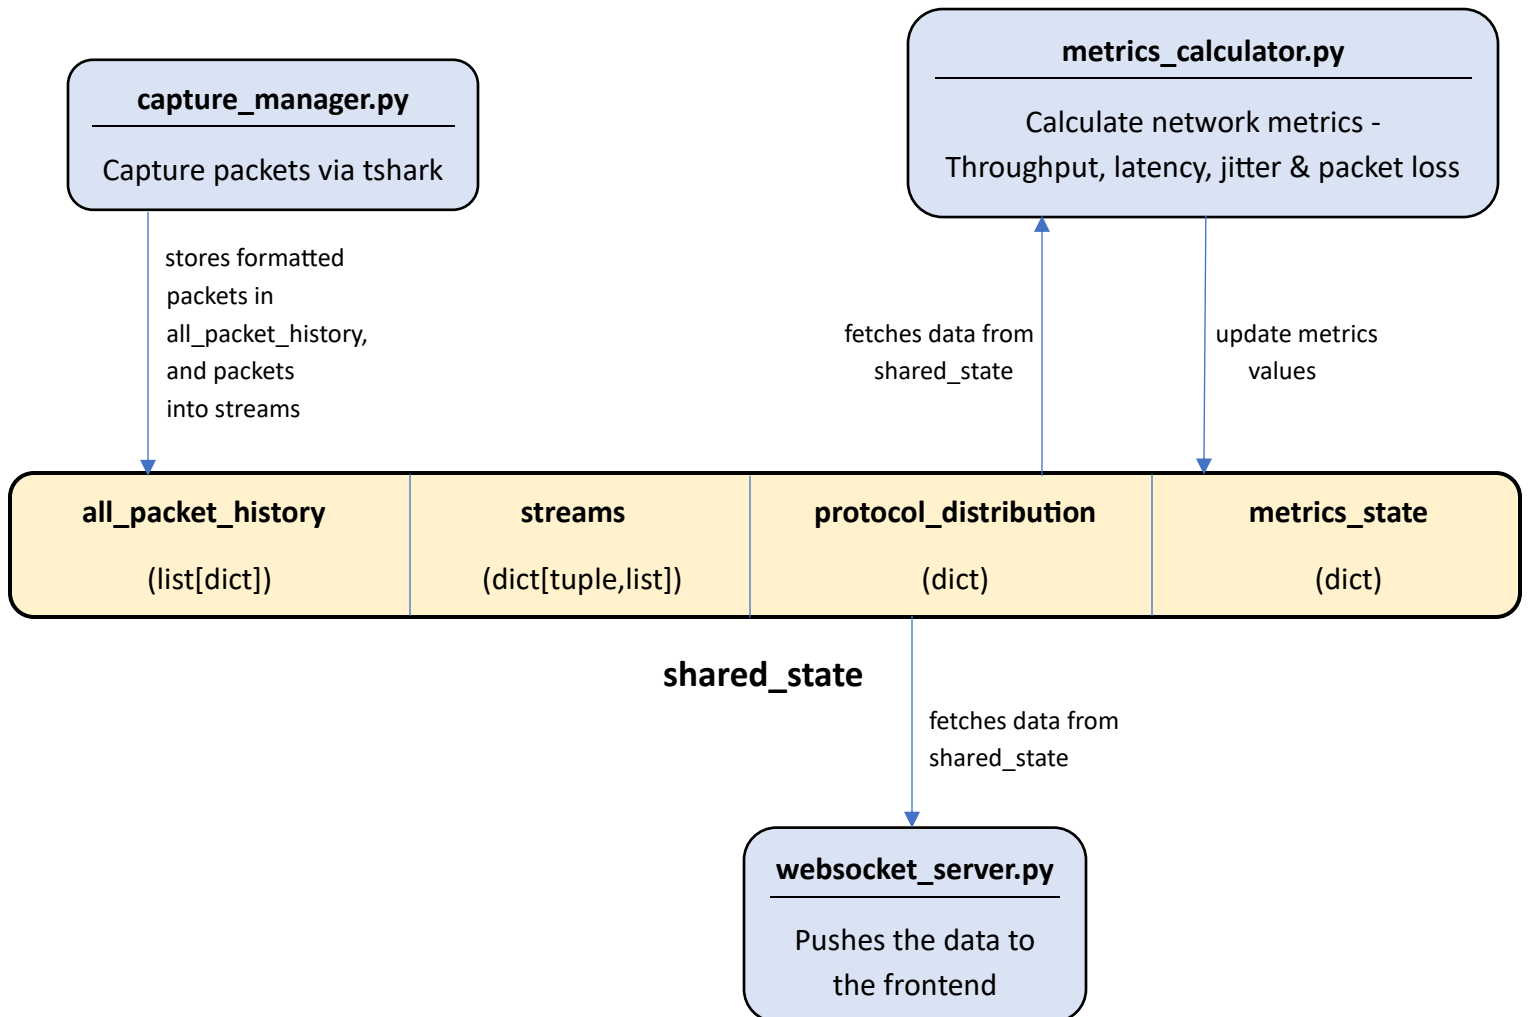 capture_manager.py
Capture packets via tshark
metrics_calculator.py
Calculate network metrics -
Throughput, latency, jitter & packet loss
stores formatted
packets in
all_packet_history,
and packets
into streams
fetches data from
shared_state
update metrics
values
all_packet_history
(list[dict])
streams
(dict[tuple,list])
protocol_distribution
(dict)
metrics_state
(dict)
shared_state
fetches data from
shared_state
websocket_server.py
Pushes the data to
the frontend